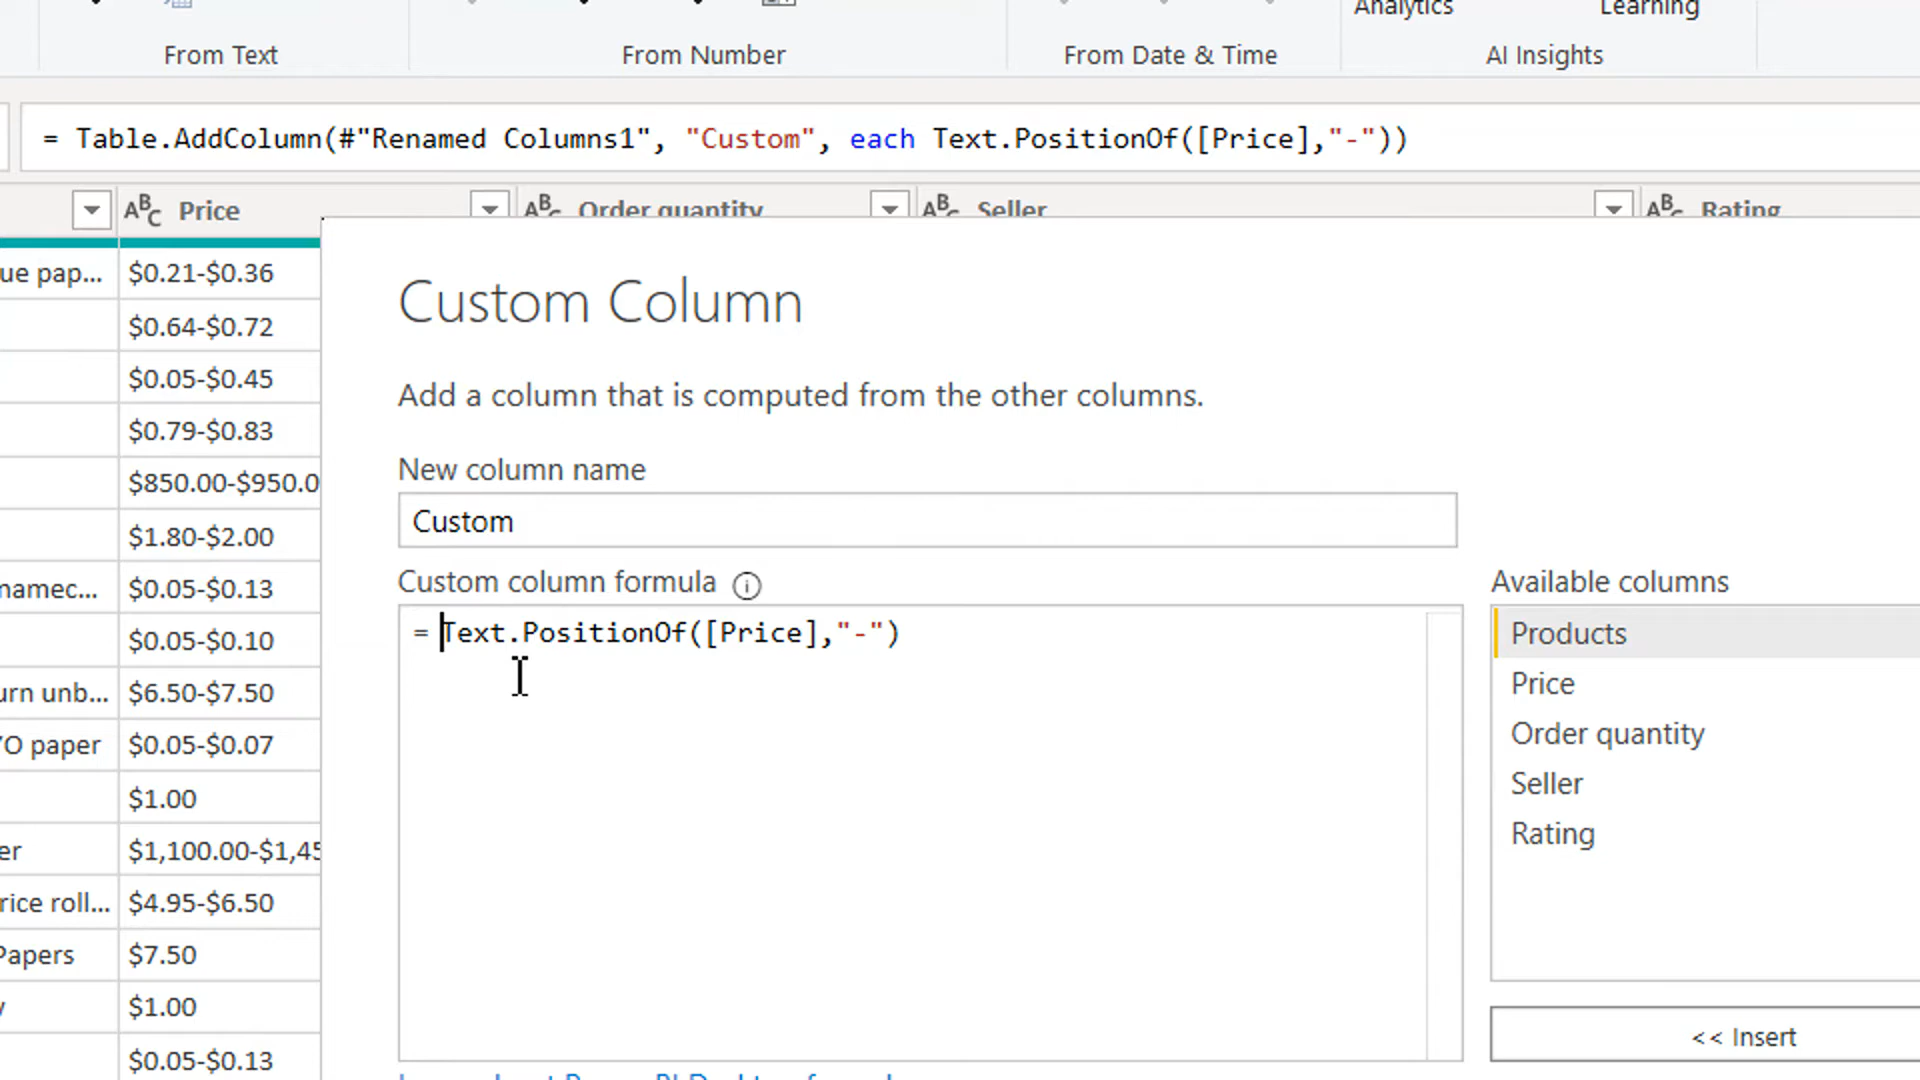 Analytics
Learning
From Text
From Number
From Date & Time
AI Insights
= Table.AddColumn(#"Renamed Columns1", "Custom", each Text.PositionOf([Price],"-"))
ABC Price
ABC Order quantity
ABC Seller
ABC Rating
ue pap... $0.21-$0.36
$0.64-$0.72
$0.05-$0.45
$0.79-$0.83
$850.00-$950.0
$1.80-$2.00
namec... $0.05-$0.13
$0.05-$0.10
urn unb... $6.50-$7.50
/O paper $0.05-$0.07
$1.00
er $1,100.00-$1,45
rice roll... $4.95-$6.50
Papers $7.50
$1.00
$0.05-$0.13
Custom Column
Add a column that is computed from the other columns.
New column name
Custom
Custom column formula
= Text.PositionOf([Price],"-")
Available columns
Products
Price
Order quantity
Seller
Rating
<< Insert